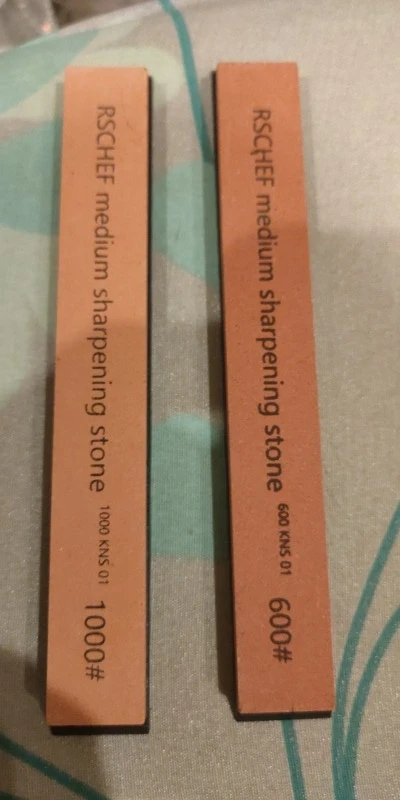 RSCHEF medium sharpening stone 1000 KNS 01 1000#
RSCHEF medium sharpening stone 600 KNS 01 600#